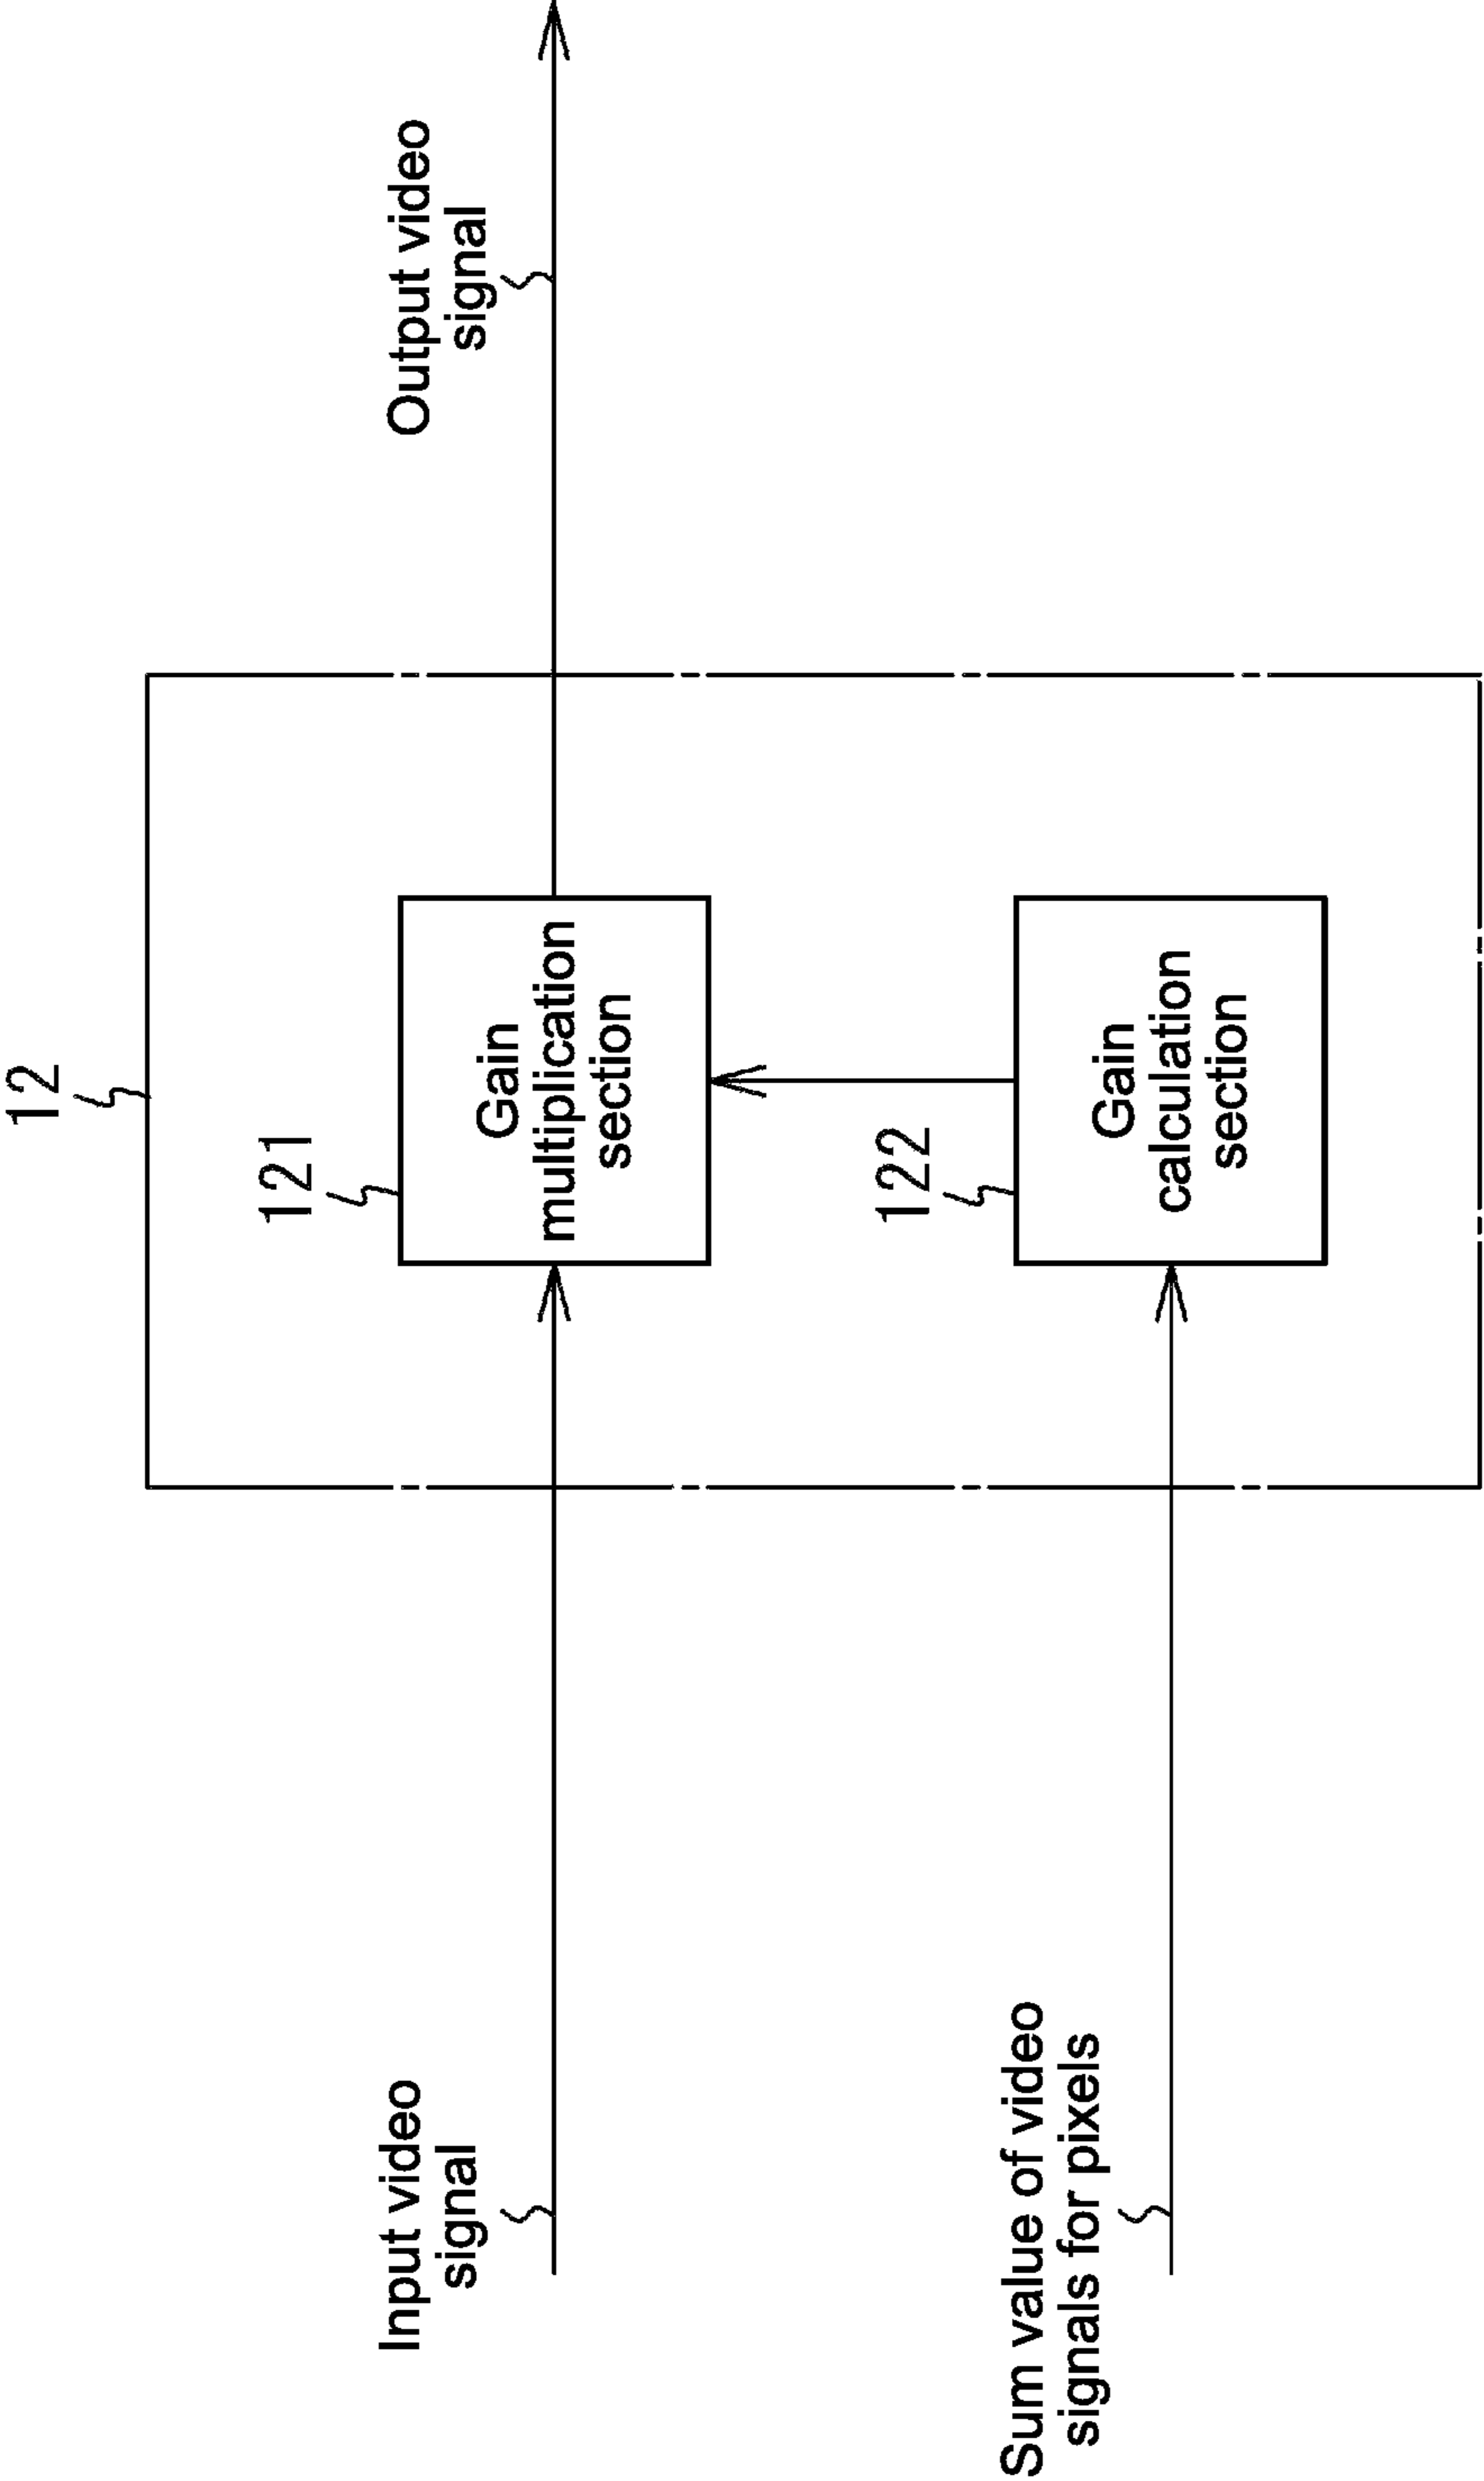 12
Input video
signal
121
Gain
multiplication
section
Output video
signal
Sum value of video
signals for pixels
122
Gain
calculation
section